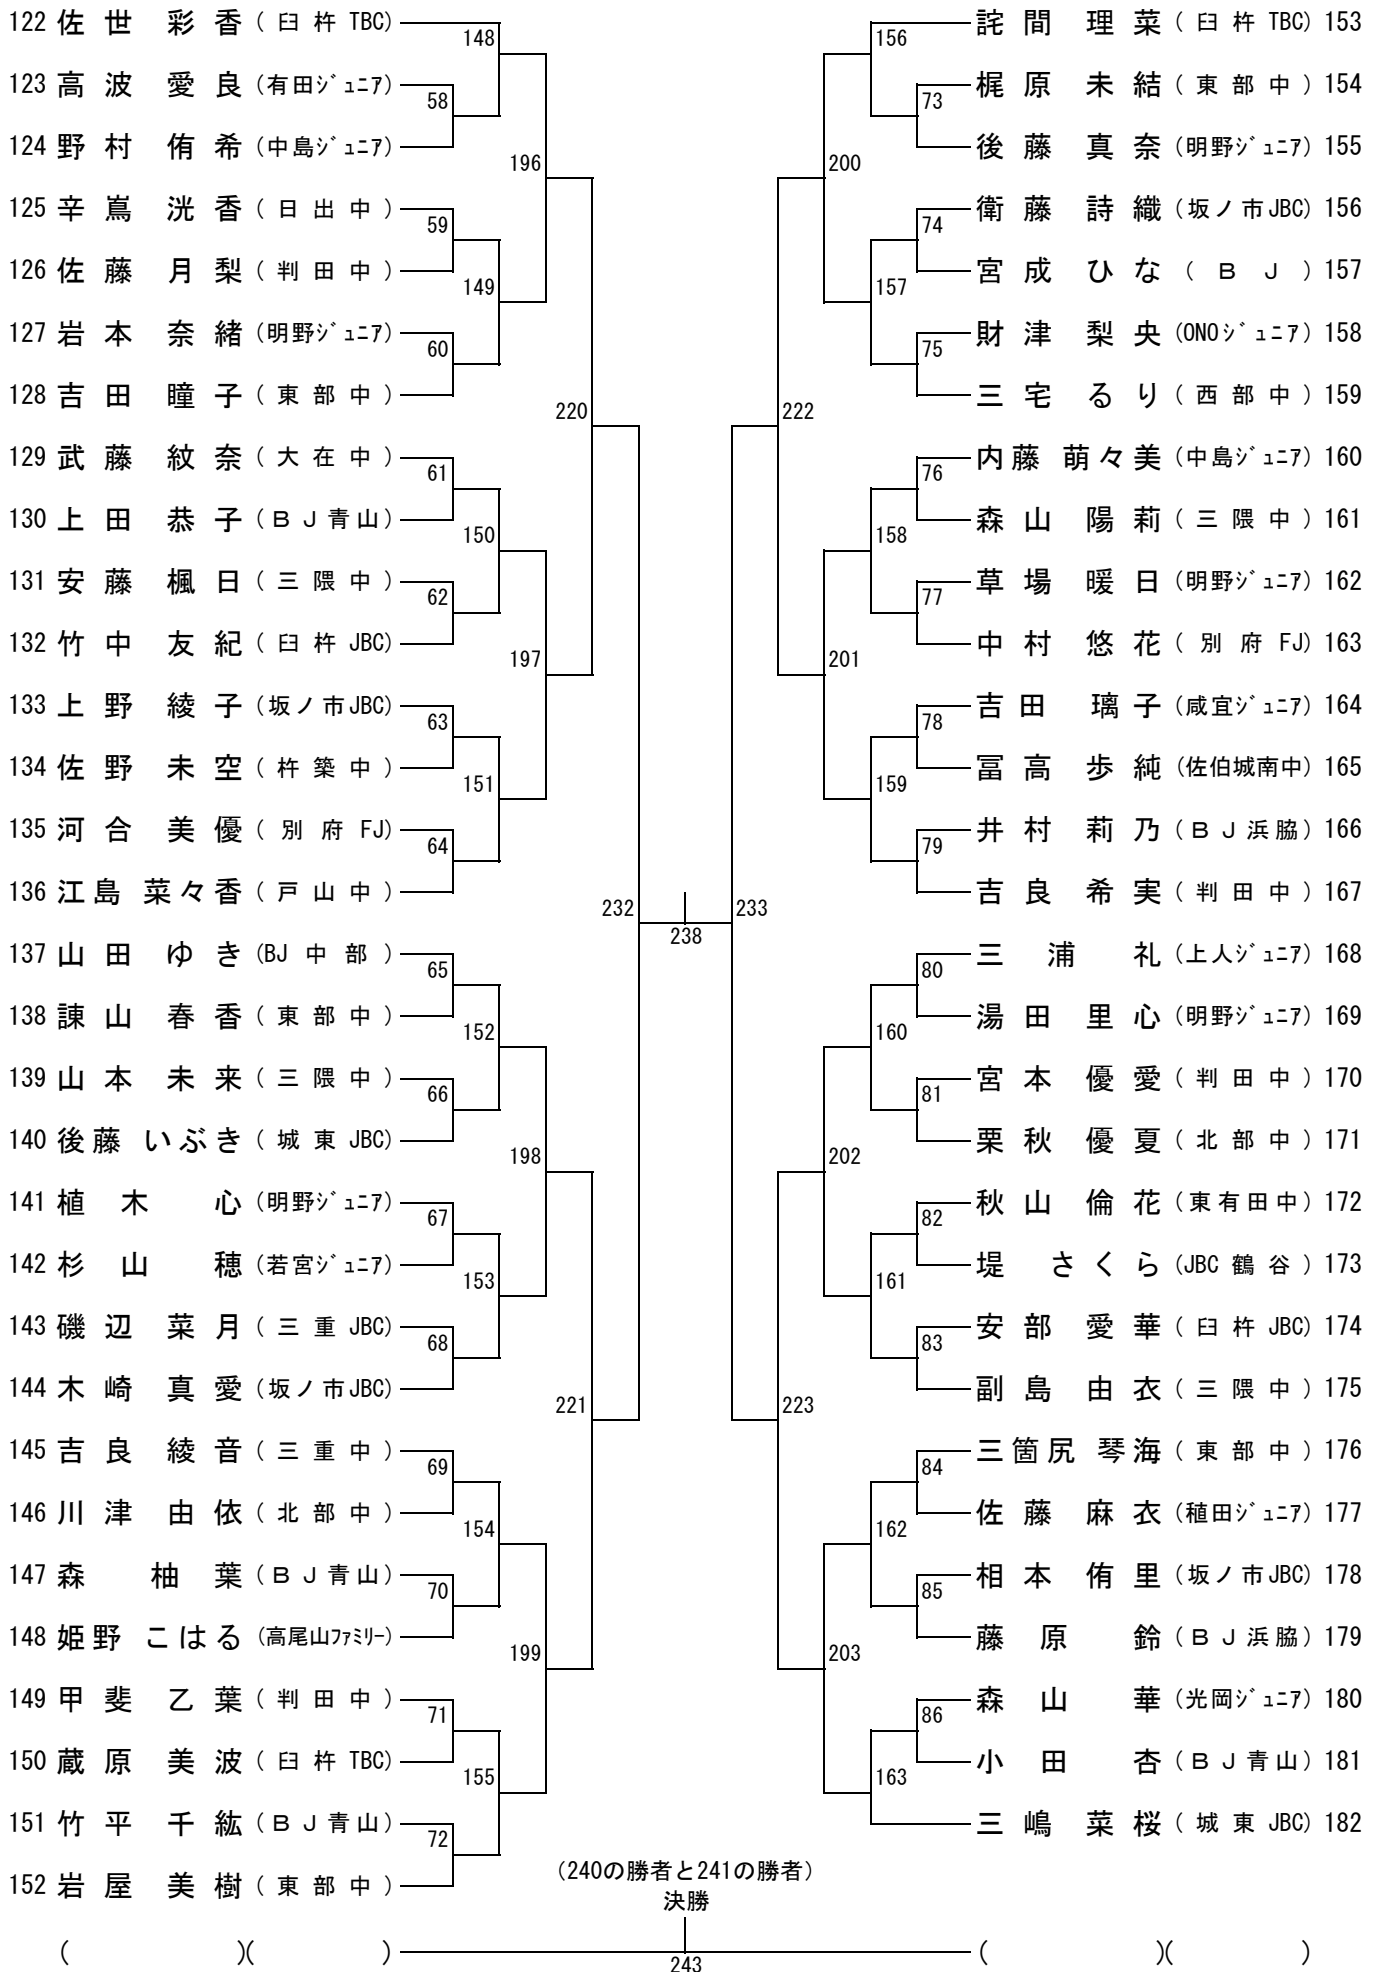 122 佐世 彩香 (臼杵 TBC)
148
123 高波 愛良 (有田ジュニア)
58
124 野村 侑希 (中島ジュニア)
196
125 辛嶌 洸香 (日出中)
59
126 佐藤 月梨 (判田中)
149
127 岩本 奈緒 (明野ジュニア)
60
128 吉田 瞳子 (東部中)
220
129 武藤 紋奈 (大在中)
61
130 上田 恭子 (BJ青山)
150
131 安藤 楓日 (三隈中)
62
132 竹中 友紀 (臼杵 JBC)
197
133 上野 綾子 (坂ノ市JBC)
63
134 佐野 未空 (杵築中)
151
135 河合 美優 (別府 FJ)
64
136 江島 菜々香 (戸山中)
232
137 山田 ゆき (BJ 中部)
65
138 諌山 春香 (東部中)
152
139 山本 未来 (三隈中)
66
140 後藤 いぶき (城東 JBC)
198
141 植木 心 (明野ジュニア)
67
142 杉山 穂 (若宮ジュニア)
153
143 磯辺 菜月 (三重 JBC)
68
144 木崎 真愛 (坂ノ市JBC)
221
145 吉良 綾音 (三重中)
69
146 川津 由依 (北部中)
154
147 森 柚葉 (BJ青山)
70
148 姫野 こはる (高尾山ファミリー)
199
149 甲斐 乙葉 (判田中)
71
150 蔵原 美波 (臼杵 TBC)
155
151 竹平 千紘 (BJ青山)
72
152 岩屋 美樹 (東部中)
238
詫間 理菜 (臼杵 TBC) 153
156
梶原 未結 (東部中) 154
73
後藤 真奈 (明野ジュニア) 155
200
衛藤 詩織 (坂ノ市JBC) 156
74
宮成 ひな (BJ) 157
157
財津 梨央 (ONOジュニア) 158
75
三宅 るり (西部中) 159
222
内藤 萌々美 (中島ジュニア) 160
76
森山 陽莉 (三隈中) 161
158
草場 暖日 (明野ジュニア) 162
77
中村 悠花 (別府 FJ) 163
201
吉田 璃子 (咸宜ジュニア) 164
78
冨高 歩純 (佐伯城南中) 165
159
井村 莉乃 (BJ浜脇) 166
79
吉良 希実 (判田中) 167
233
三浦 礼 (上人ジュニア) 168
80
湯田 里心 (明野ジュニア) 169
160
宮本 優愛 (判田中) 170
81
栗秋 優夏 (北部中) 171
202
秋山 倫花 (東有田中) 172
82
堤 さくら (JBC 鶴谷) 173
161
安部 愛華 (臼杵 JBC) 174
83
副島 由衣 (三隈中) 175
223
三箇尻 琴海 (東部中) 176
84
佐藤 麻衣 (稙田ジュニア) 177
162
相本 侑里 (坂ノ市JBC) 178
85
藤原 鈴 (BJ浜脇) 179
203
森山 華 (光岡ジュニア) 180
86
小田 杏 (BJ青山) 181
163
三嶋 菜桜 (城東 JBC) 182
(240の勝者と241の勝者)
決勝
( )( ) ( )( )
243